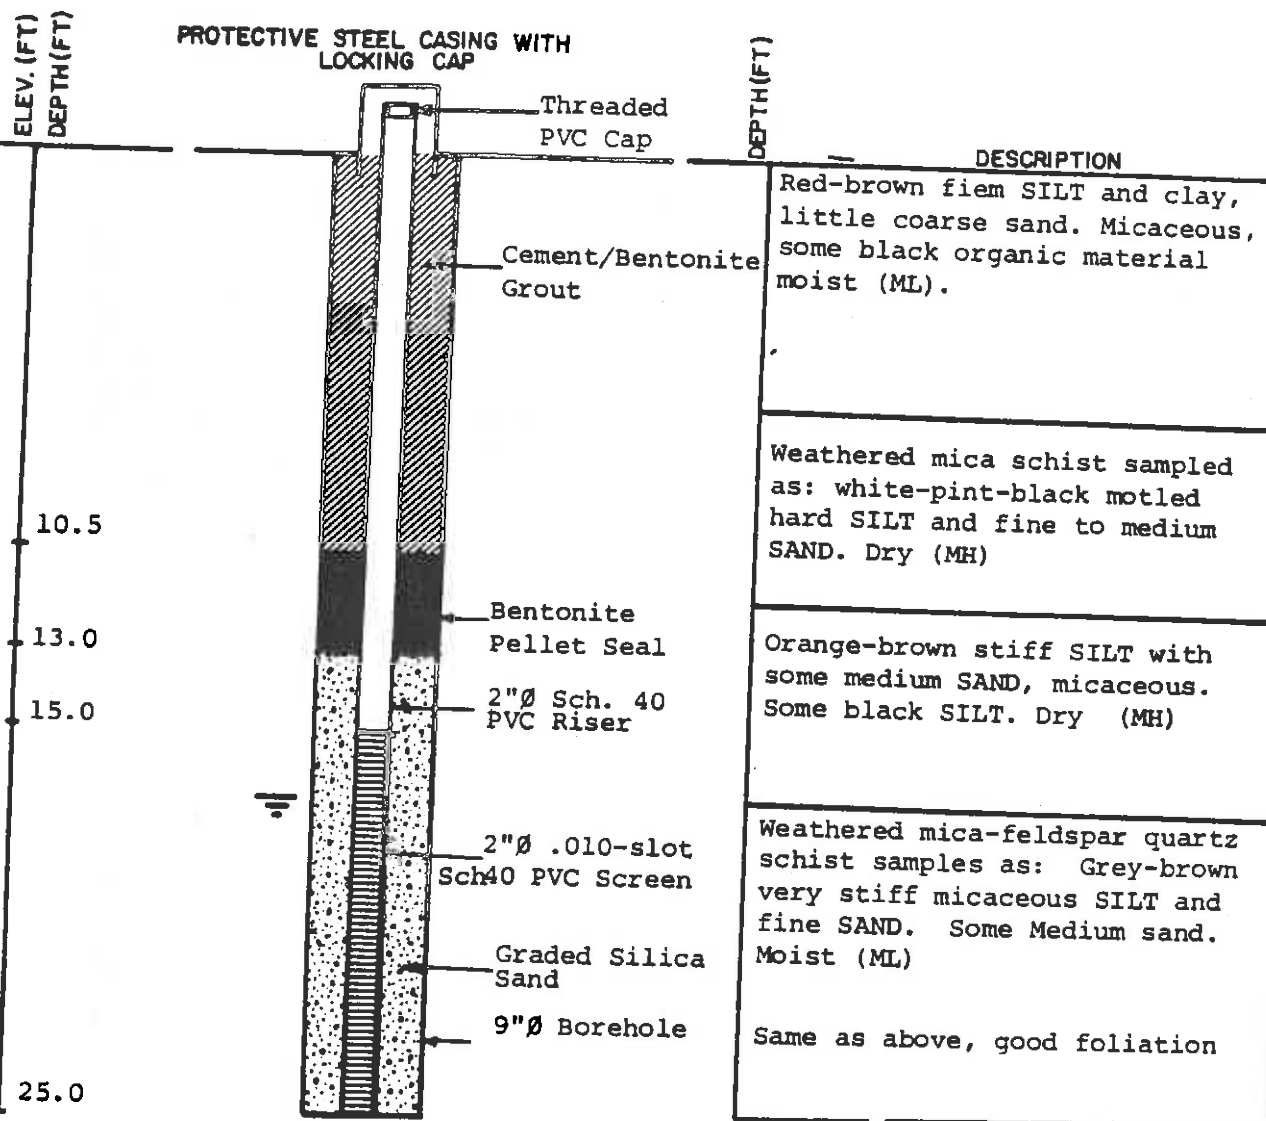 ELEV. (FT)
DEPTH(FT)
PROTECTIVE STEEL CASING WITH
LOCKING CAP
Threaded
PVC Cap
Cement/Bentonite
Grout
10.5
Bentonite
Pellet Seal
13.0
2"Ø Sch. 40
PVC Riser
15.0
2"Ø .010-slot
Sch40 PVC Screen
Graded Silica
Sand
9"Ø Borehole
25.0
DEPTH(FT)
DESCRIPTION
Red-brown fiem SILT and clay,
little coarse sand. Micaceous,
some black organic material
moist (ML).
Weathered mica schist sampled
as: white-pint-black motled
hard SILT and fine to medium
SAND. Dry (MH)
Orange-brown stiff SILT with
some medium SAND, micaceous.
Some black SILT. Dry (MH)
Weathered mica-feldspar quartz
schist samples as: Grey-brown
very stiff micaceous SILT and
fine SAND. Some Medium sand.
Moist (ML)
Same as above, good foliation